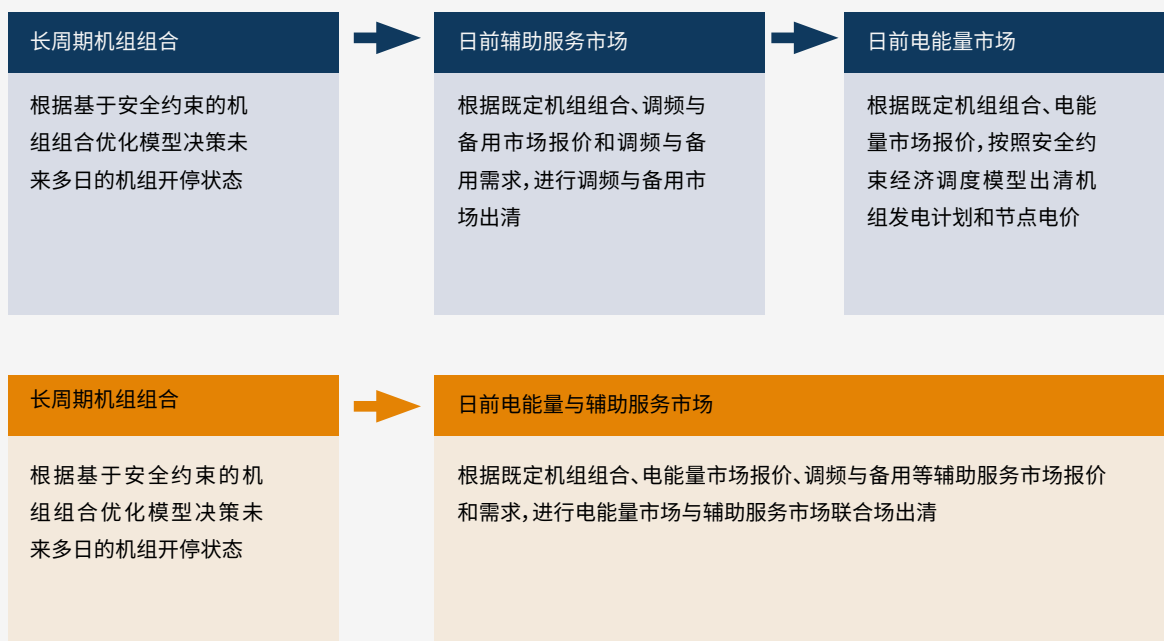 长周期机组组合
根据基于安全约束的机
组组合优化模型决策未
来多日的机组开停状态
日前辅助服务市场
根据既定机组组合、调频与
备用市场报价和调频与备
用需求,进行调频与备用市
场出清
日前电能量市场
根据既定机组组合、电能
量市场报价,按照安全约
束经济调度模型出清机
组发电计划和节点电价
长周期机组组合
根据基于安全约束的机
组组合优化模型决策未
来多日的机组开停状态
日前电能量与辅助服务市场
根据既定机组组合、电能量市场报价、调频与备用等辅助服务市场报价
和需求,进行电能量市场与辅助服务市场联合场出清